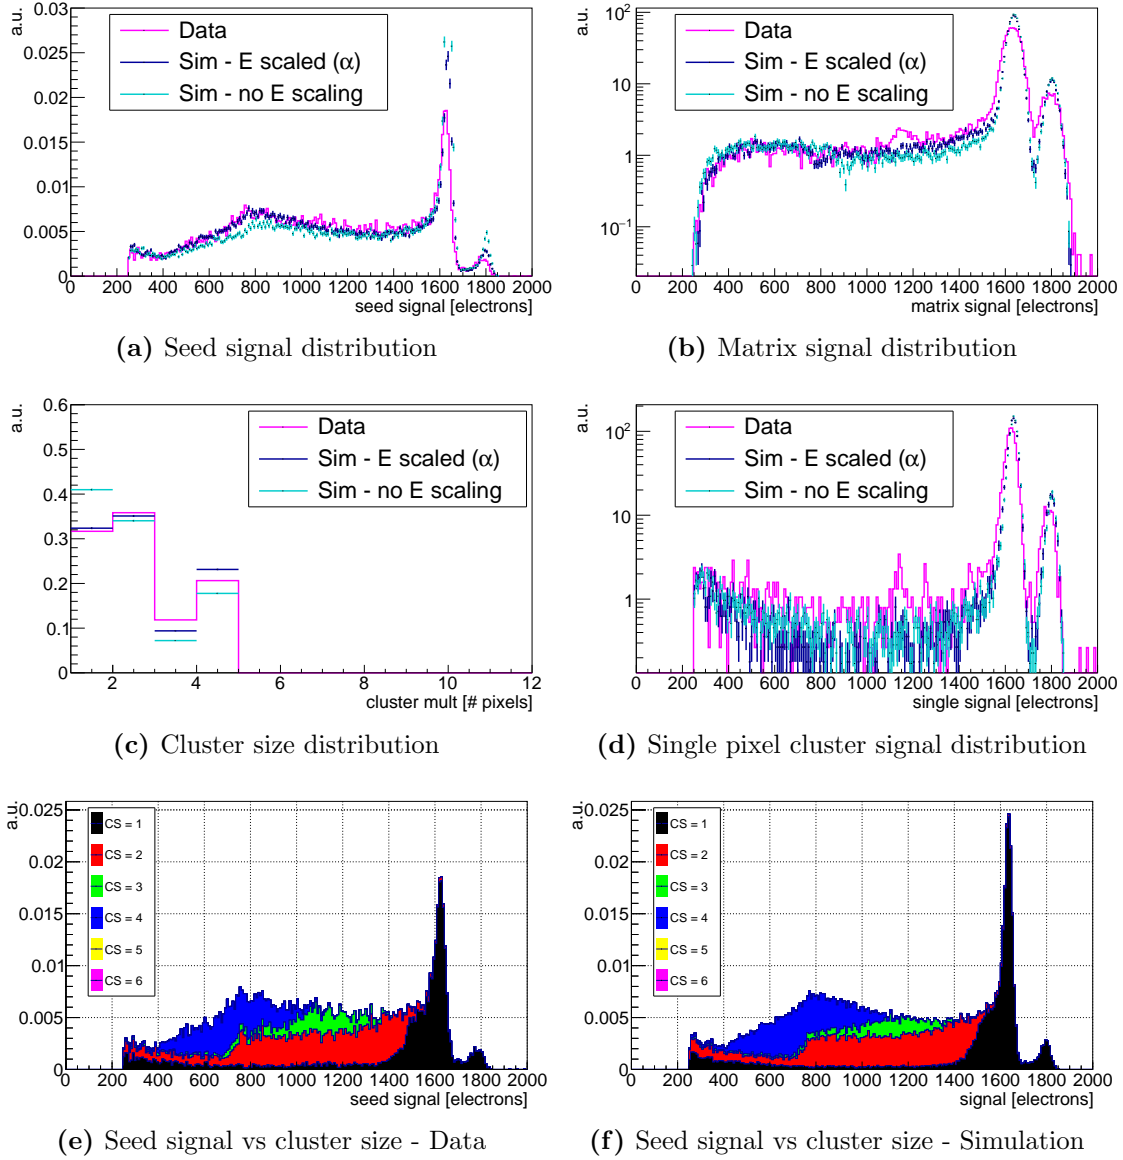 a.u.
0.03
0.025
0.02
0.015
0.01
0.005
0
Data
Sim - E scaled (α)
Sim - no E scaling
0 200 400 600 800 1000 1200 1400 1600 1800 2000
seed signal [electrons]
(a) Seed signal distribution
a.u.
10²
10
1
10⁻¹
Data
Sim - E scaled (α)
Sim - no E scaling
0 200 400 600 800 1000 1200 1400 1600 1800 2000
matrix signal [electrons]
(b) Matrix signal distribution
a.u.
0.6
0.5
0.4
0.3
0.2
0.1
0
Data
Sim - E scaled (α)
Sim - no E scaling
2 4 6 8 10 12
cluster mult [# pixels]
(c) Cluster size distribution
a.u.
10²
10
1
Data
Sim - E scaled (α)
Sim - no E scaling
0 200 400 600 800 1000 1200 1400 1600 1800 2000
single signal [electrons]
(d) Single pixel cluster signal distribution
a.u.
0.025
0.02
0.015
0.01
0.005
0
CS = 1
CS = 2
CS = 3
CS = 4
CS = 5
CS = 6
0 200 400 600 800 1000 1200 1400 1600 1800 2000
seed signal [electrons]
(e) Seed signal vs cluster size - Data
a.u.
0.025
0.02
0.015
0.01
0.005
0
CS = 1
CS = 2
CS = 3
CS = 4
CS = 5
CS = 6
0 200 400 600 800 1000 1200 1400 1600 1800 2000
signal [electrons]
(f) Seed signal vs cluster size - Simulation